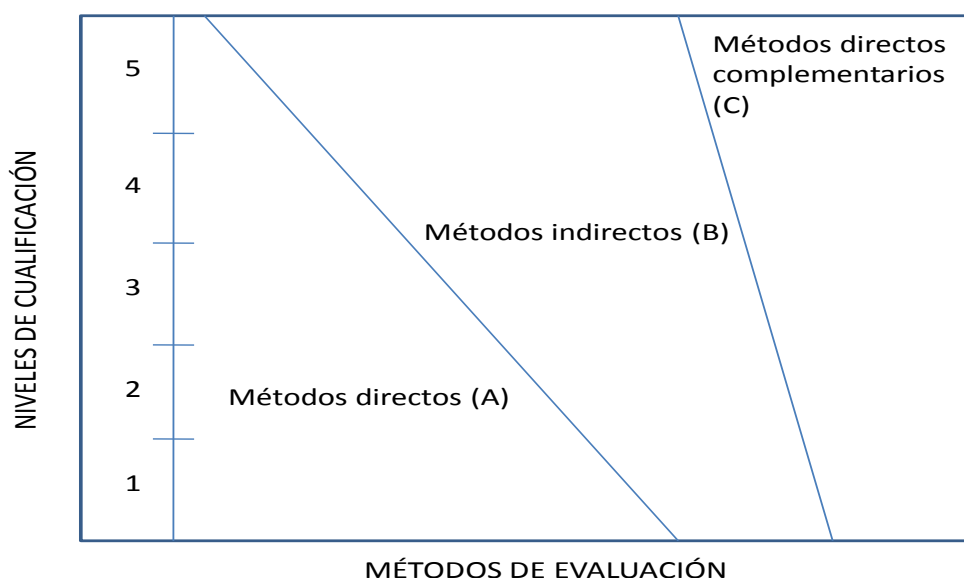 Métodos directos
complementarios
(C)
5
4
Métodos indirectos (B)
3
2
Métodos directos (A)
1
NIVELES DE CUALIFICACIÓN
MÉTODOS DE EVALUACIÓN